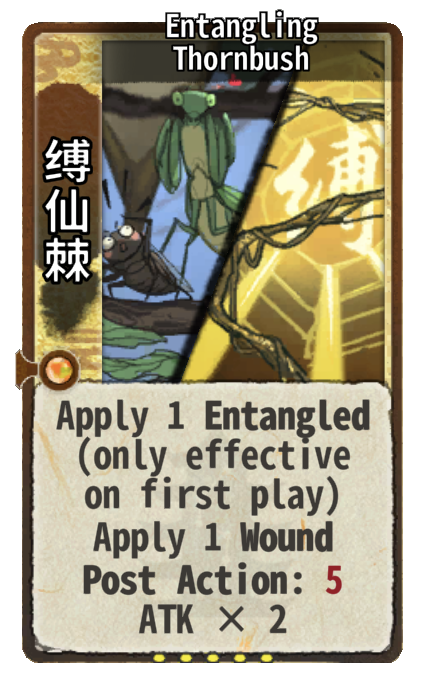 Entangling
Thornbush
缚仙棘
缚
Apply 1 Entangled
(only effective
on first play)
Apply 1 Wound
Post Action: 5
ATK × 2